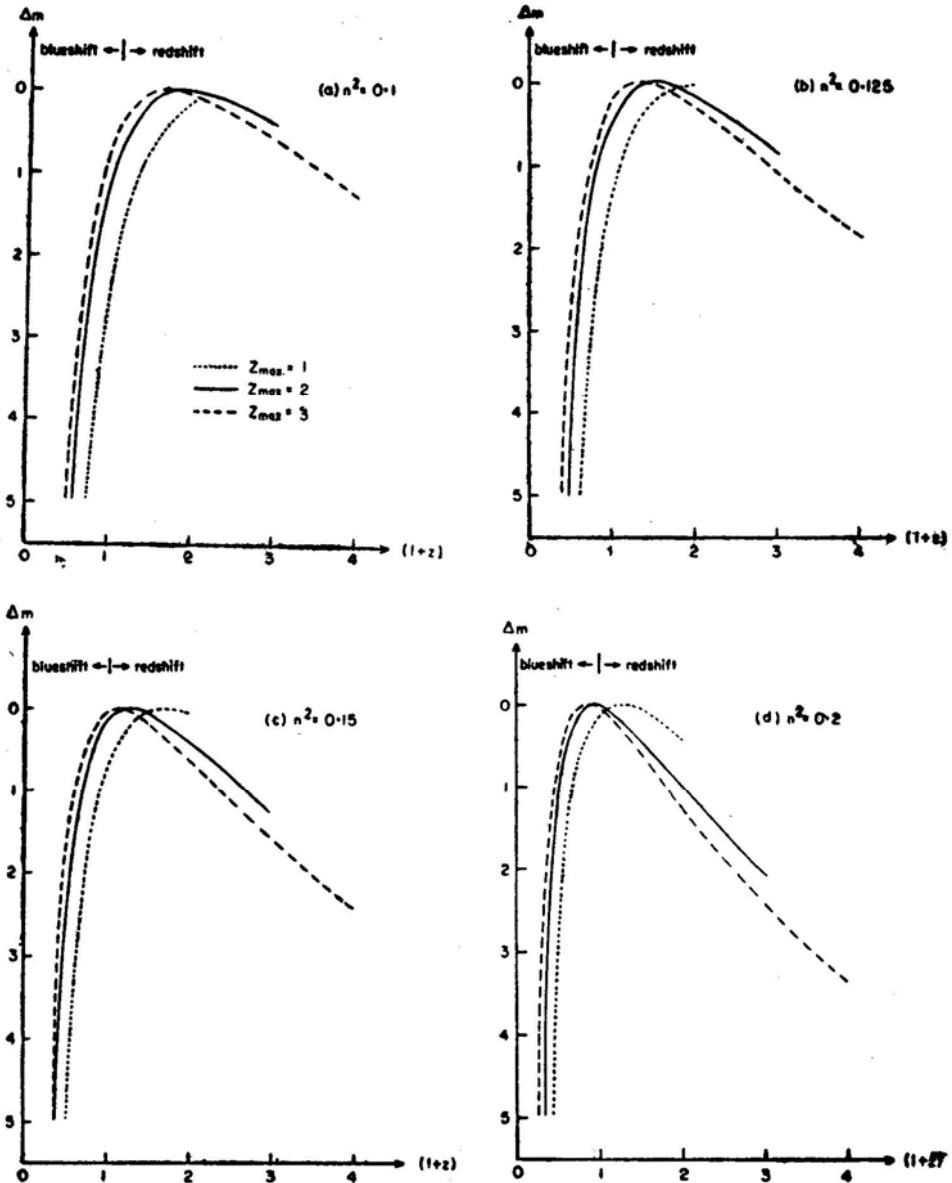 Δm
blueshift ← | → redshift
(a) n² = 0·1
0
1
2
3
4
5
········ Zmax. = 1
—— Zmax = 2
---- Zmax = 3
0 1 2 3 4 (1+z)
Δm
blueshift ← | → redshift
(b) n² = 0·125
0
1
2
3
4
5
0 1 2 3 4 (1+z)
Δm
blueshift ← | → redshift
(c) n² = 0·15
0
1
2
3
4
5
0 1 2 3 4 (1+z)
Δm
blueshift ← | → redshift
(d) n² = 0·2
0
1
2
3
4
5
0 1 2 3 4